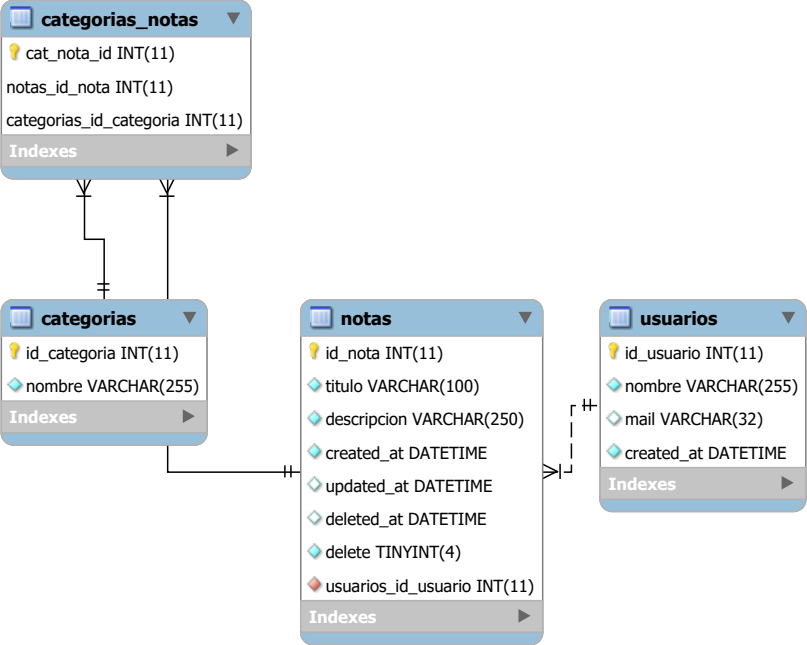 categorias_notas
cat_nota_id INT(11)
notas_id_nota INT(11)
categorias_id_categoria INT(11)
Indexes
categorias
id_categoria INT(11)
nombre VARCHAR(255)
Indexes
notas
id_nota INT(11)
titulo VARCHAR(100)
descripcion VARCHAR(250)
created_at DATETIME
updated_at DATETIME
deleted_at DATETIME
delete TINYINT(4)
usuarios_id_usuario INT(11)
Indexes
usuarios
id_usuario INT(11)
nombre VARCHAR(255)
mail VARCHAR(32)
created_at DATETIME
Indexes